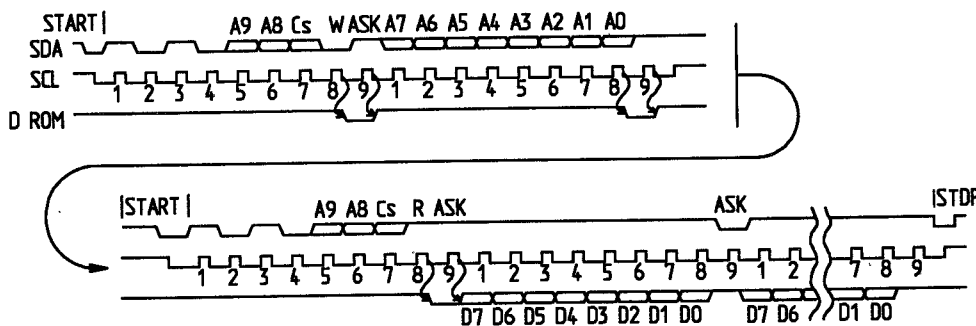 START A9 A8 Cs W ASK A7 A6 A5 A4 A3 A2 A1 A0
SDA
SCL
1 2 3 4 5 6 7 8 9 1 2 3 4 5 6 7 8 9
D ROM
START A9 A8 Cs R ASK ASK STDP
1 2 3 4 5 6 7 8 9 1 2 3 4 5 6 7 8 9 1 2 7 8 9
D7 D6 D5 D4 D3 D2 D1 D0 D7 D6 D1 D0